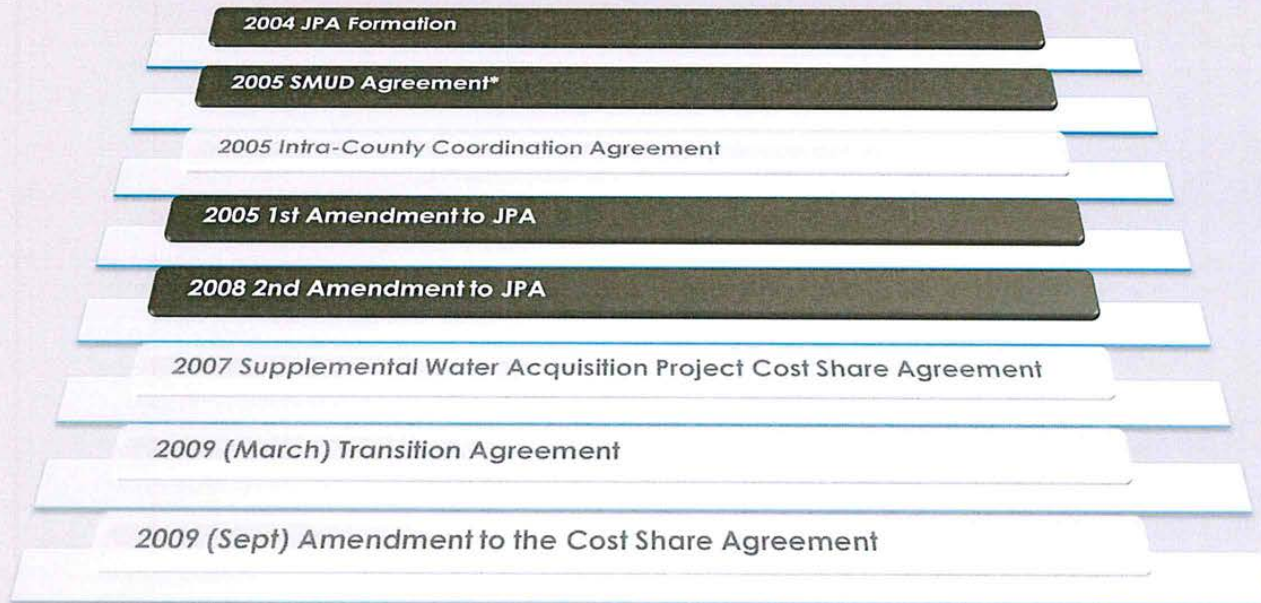 2004 JPA Formation
2005 SMUD Agreement*
2005 Intra-County Coordination Agreement
2005 1st Amendment to JPA
2008 2nd Amendment to JPA
2007 Supplemental Water Acquisition Project Cost Share Agreement
2009 (March) Transition Agreement
2009 (Sept) Amendment to the Cost Share Agreement